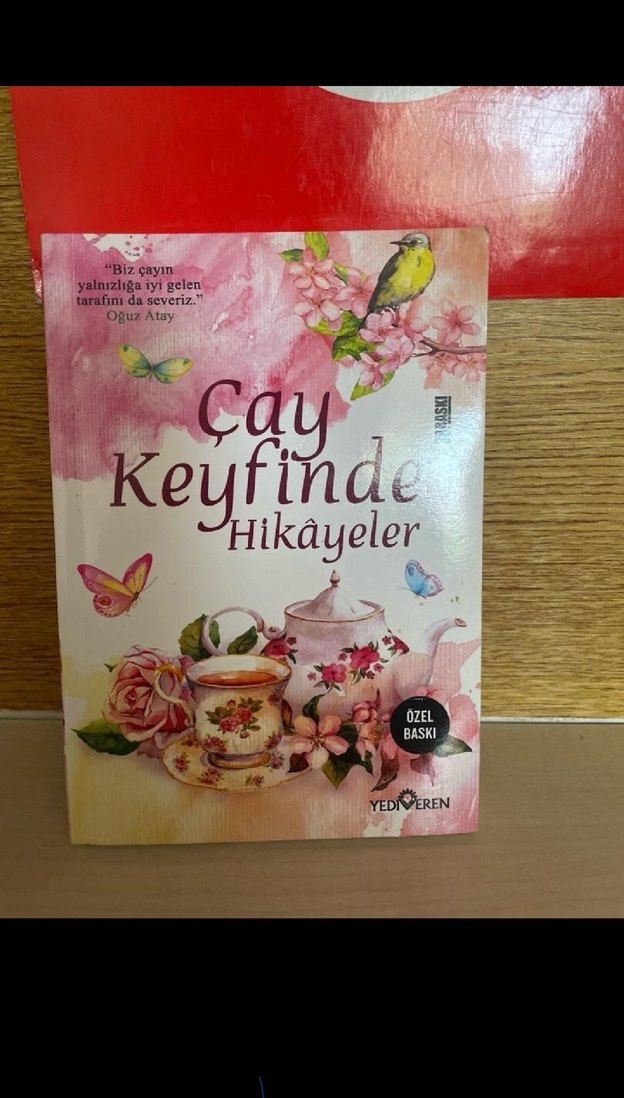 “Biz çayın
yalnızlığa iyi gelen
tarafını da severiz.”
Oğuz Atay
Çay
Keyfinde
Hikâyeler
ÖZEL
BASKI
YEDİVEREN